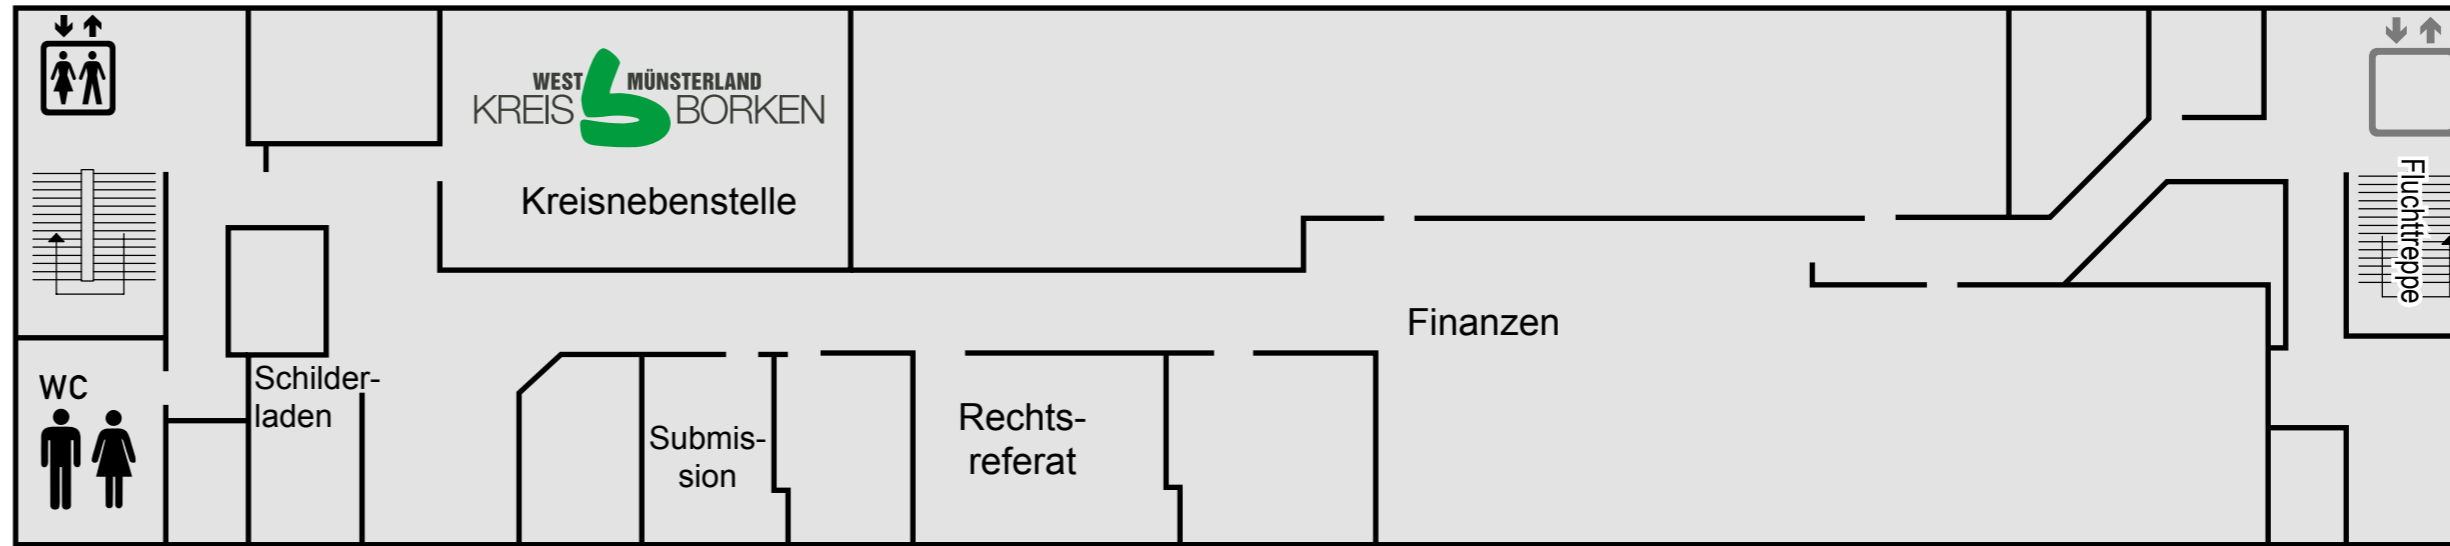 WEST MÜNSTERLAND
KREIS BORKEN
Kreisnebenstelle
Fluchttreppe
Finanzen
WC
Schilder-
laden
Submis-
sion
Rechts-
referat